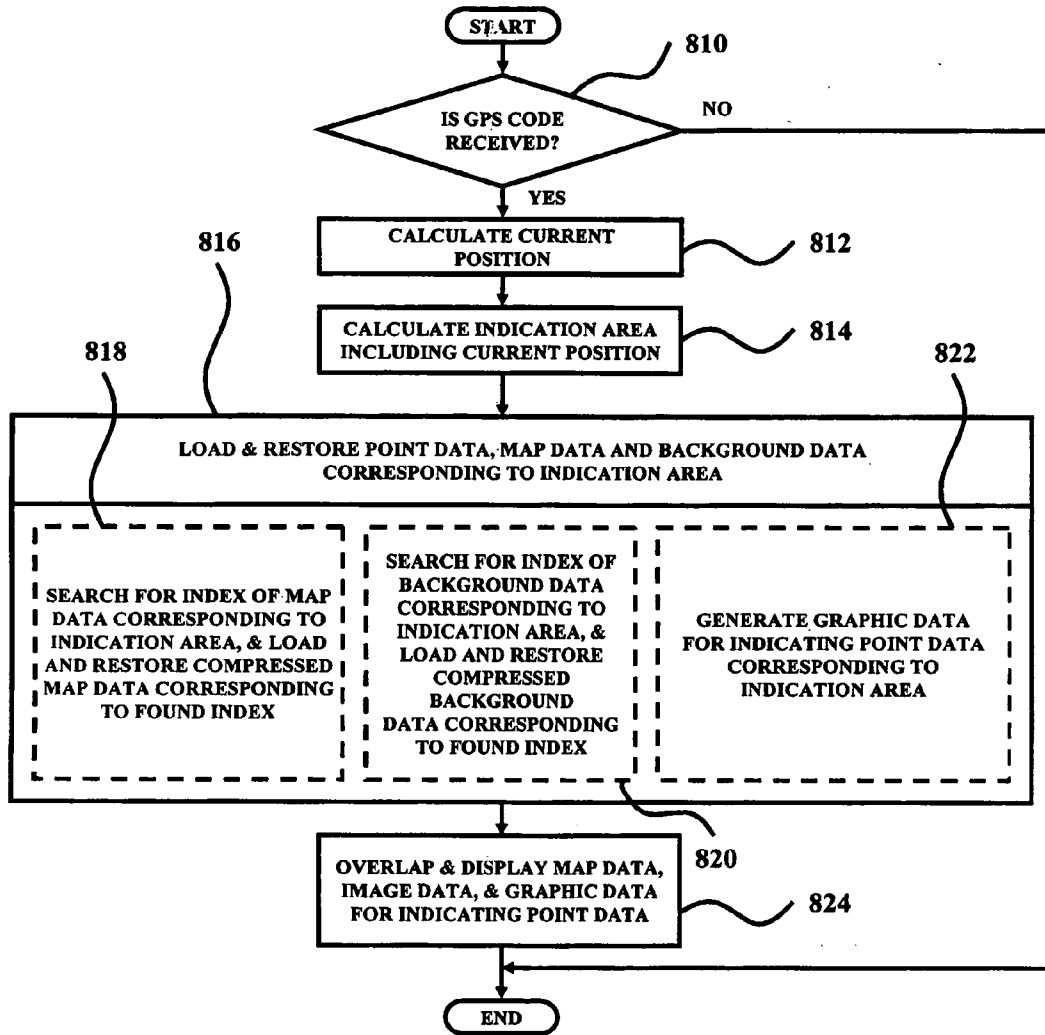 START
810
IS GPS CODE
RECEIVED?
NO
YES
CALCULATE CURRENT
POSITION
812
816
CALCULATE INDICATION AREA
INCLUDING CURRENT POSITION
814
818
822
LOAD & RESTORE POINT DATA, MAP DATA AND BACKGROUND DATA
CORRESPONDING TO INDICATION AREA
SEARCH FOR INDEX OF MAP
DATA CORRESPONDING TO
INDICATION AREA, & LOAD
AND RESTORE COMPRESSED
MAP DATA CORRESPONDING
TO FOUND INDEX
SEARCH FOR INDEX OF
BACKGROUND DATA
CORRESPONDING TO
INDICATION AREA, &
LOAD AND RESTORE
COMPRESSED
BACKGROUND
DATA CORRESPONDING
TO FOUND INDEX
GENERATE GRAPHIC DATA
FOR INDICATING POINT DATA
CORRESPONDING TO
INDICATION AREA
820
OVERLAP & DISPLAY MAP DATA,
IMAGE DATA, & GRAPHIC DATA
FOR INDICATING POINT DATA
824
END